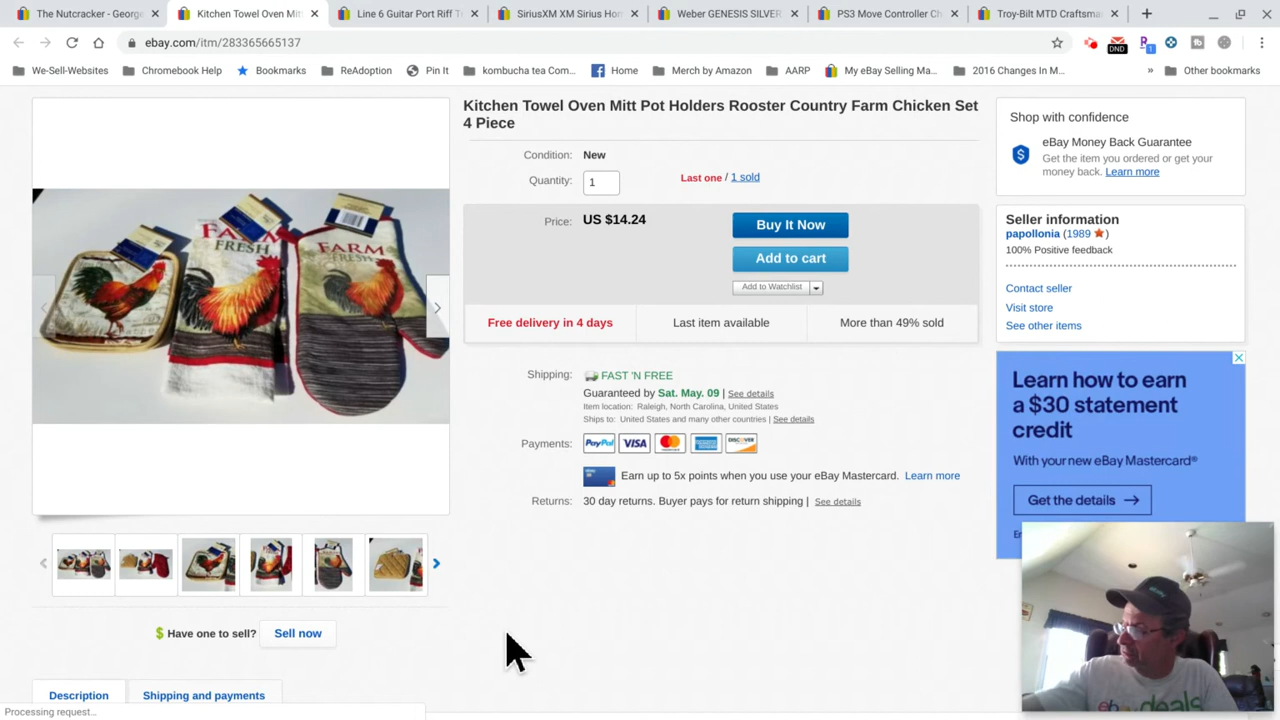 The Nutcracker - George
Kitchen Towel Oven Mitt
Line 6 Guitar Port Riff T
SiriusXM XM Sirius Hom
Weber GENESIS SILVER
PS3 Move Controller Ch
Troy-Bilt MTD Craftsma
ebay.com/itm/283365665137
DND
1
We-Sell-Websites
Chromebook Help
Bookmarks
ReAdoption
Pin It
kombucha tea Com...
Home
Merch by Amazon
AARP
My eBay Selling Ma...
2016 Changes In M...
»
Other bookmarks
Kitchen Towel Oven Mitt Pot Holders Rooster Country Farm Chicken Set
4 Piece
Condition: New
Quantity: 1
Last one / 1 sold
Price: US $14.24
Buy It Now
Add to cart
Add to Watchlist
Free delivery in 4 days
Last item available
More than 49% sold
Shipping: FAST 'N FREE
Guaranteed by Sat. May. 09 | See details
Item location: Raleigh, North Carolina, United States
Ships to: United States and many other countries | See details
Payments: PayPal VISA DISCOVER
Earn up to 5x points when you use your eBay Mastercard. Learn more
Returns: 30 day returns. Buyer pays for return shipping | See details
Shop with confidence
eBay Money Back Guarantee
Get the item you ordered or get your
money back. Learn more
Seller information
papollonia (1989 )
100% Positive feedback
Contact seller
Visit store
See other items
Learn how to earn
a $30 statement
credit
With your new eBay Mastercard®
Get the details →
FARM
FRESH
FARM
FRESH
$ Have one to sell? Sell now
Description
Shipping and payments
Processing request...
ebay deals